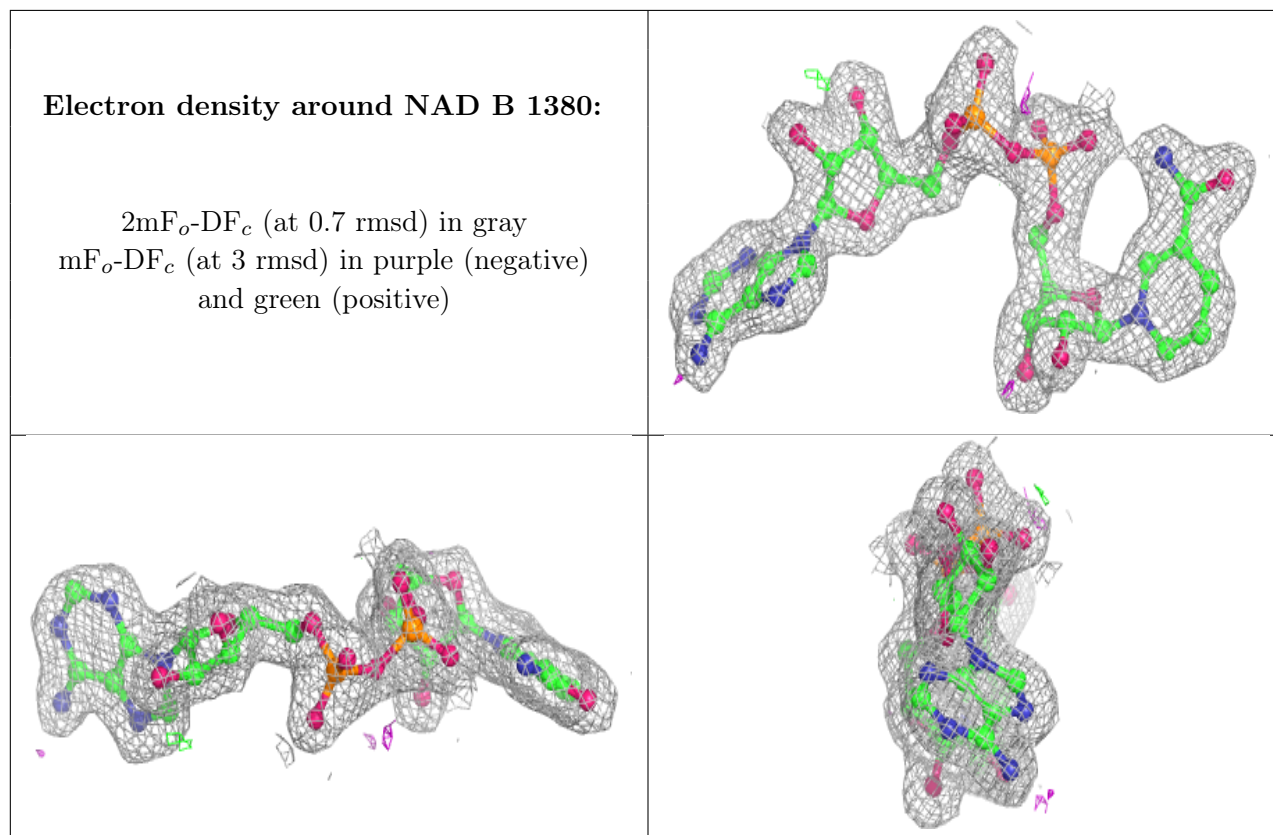 Electron density around NAD B 1380:
2mFo-DFc (at 0.7 rmsd) in gray
mFo-DFc (at 3 rmsd) in purple (negative)
and green (positive)